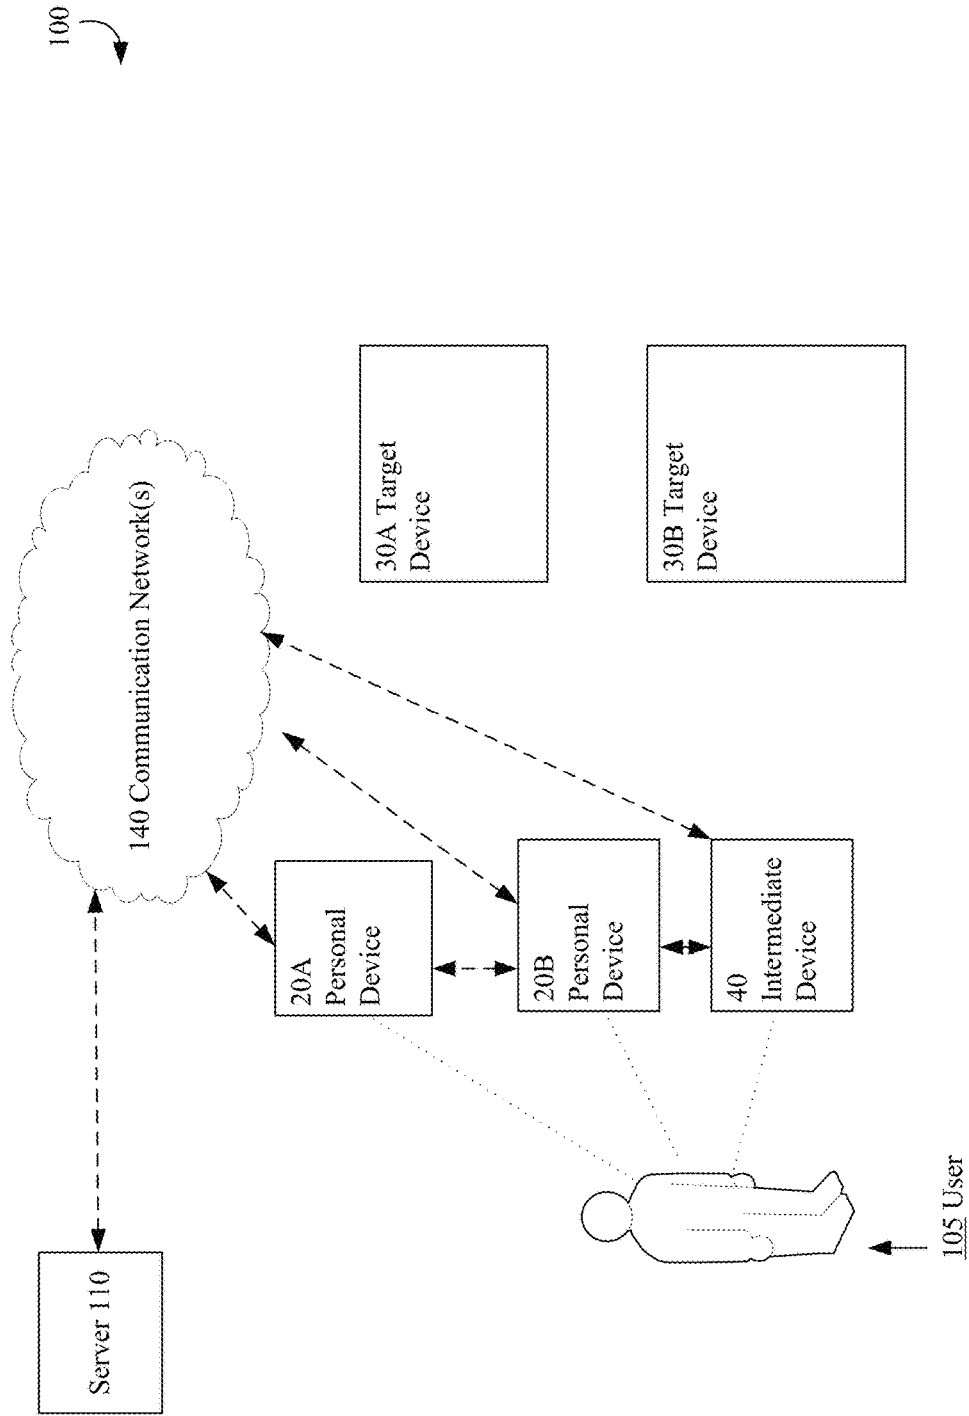 100
Server 110
140 Communication Network(s)
20A
Personal
Device
30A Target
Device
20B
Personal
Device
30B Target
Device
40
Intermediate
Device
105 User